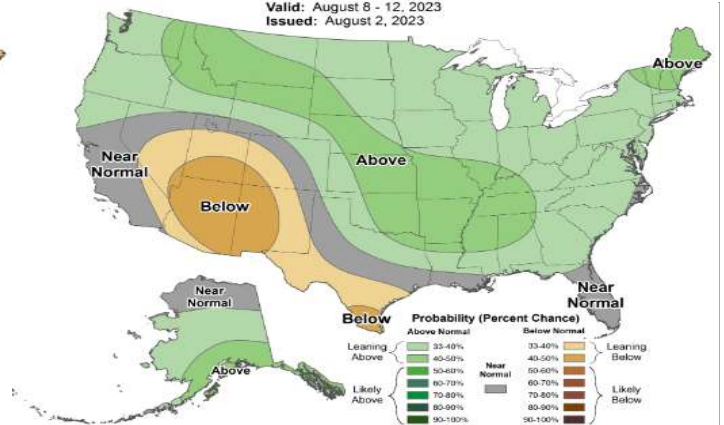 Valid: August 8 - 12, 2023
Issued: August 2, 2023
Above
Near
Normal
Above
Below
Near
Normal
Near
Normal
Below
Above
Probability (Percent Chance)
Above Normal
Below Normal
Leaning
Above
33-40%
40-50%
Likely
Above
50-60%
60-70%
70-80%
80-90%
90-100%
Near
Normal
33-40%
40-50%
Leaning
Below
50-60%
60-70%
70-80%
80-90%
90-100%
Likely
Below